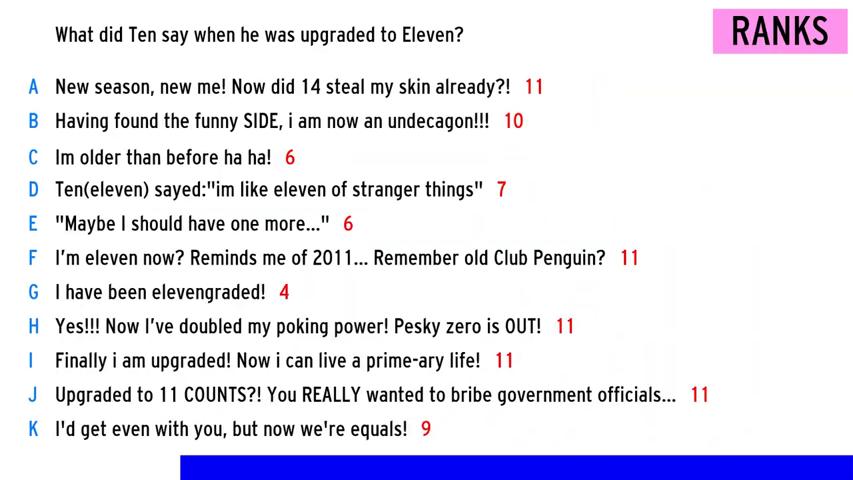 What did Ten say when he was upgraded to Eleven?
RANKS
A New season, new me! Now did 14 steal my skin already?! 11
B Having found the funny SIDE, i am now an undecagon!!! 10
C Im older than before ha ha! 6
D Ten(eleven) sayed:"im like eleven of stranger things" 7
E "Maybe I should have one more..." 6
F I'm eleven now? Reminds me of 2011... Remember old Club Penguin? 11
G I have been elevengraded! 4
H Yes!!! Now I've doubled my poking power! Pesky zero is OUT! 11
I Finally i am upgraded! Now i can live a prime-ary life! 11
J Upgraded to 11 COUNTS?! You REALLY wanted to bribe government officials... 11
K I'd get even with you, but now we're equals! 9